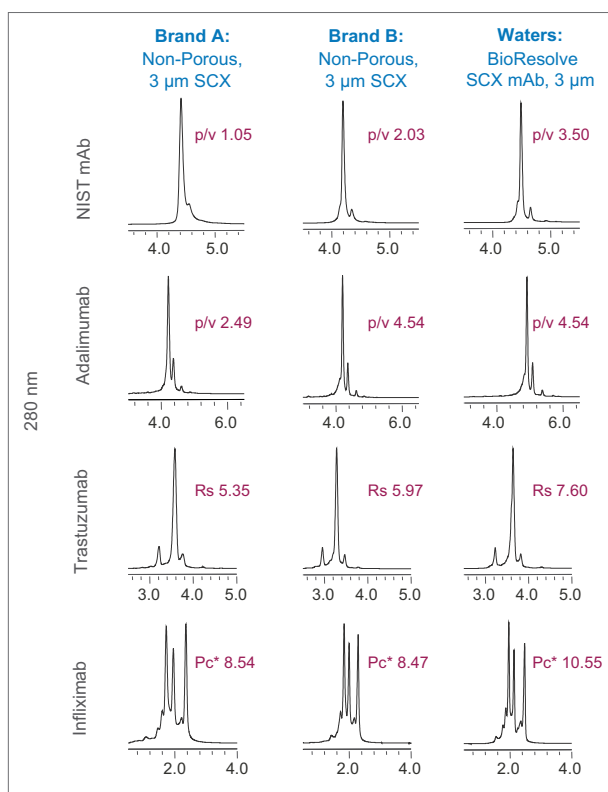 Brand A:
Non-Porous,
3 µm SCX
Brand B:
Non-Porous,
3 µm SCX
Waters:
BioResolve
SCX mAb, 3 µm
280 nm
NIST mAb
p/v 1.05
4.0 5.0
p/v 2.03
4.0 5.0
p/v 3.50
4.0 5.0
Adalimumab
p/v 2.49
4.0 6.0
p/v 4.54
4.0 6.0
p/v 4.54
4.0 6.0
Trastuzumab
Rs 5.35
3.0 4.0 5.0
Rs 5.97
3.0 4.0 5.0
Rs 7.60
3.0 4.0 5.0
Infliximab
Pc* 8.54
2.0 4.0
Pc* 8.47
2.0 4.0
Pc* 10.55
2.0 4.0